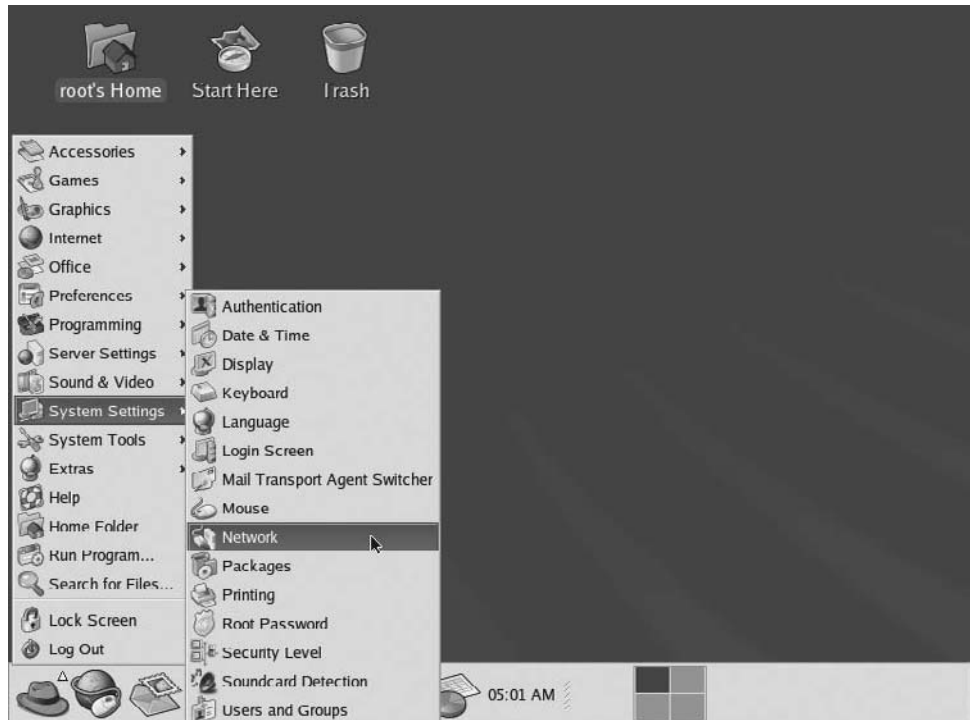 root's Home
Start Here
Trash
Accessories
Games
Graphics
Internet
Office
Preferences
Programming
Server Settings
Sound & Video
System Settings
System Tools
Extras
Help
Home Folder
Run Program...
Search for Files...
Lock Screen
Log Out
Authentication
Date & Time
Display
Keyboard
Language
Login Screen
Mail Transport Agent Switcher
Mouse
Network
Packages
Printing
Root Password
Security Level
Soundcard Detection
Users and Groups
05:01 AM